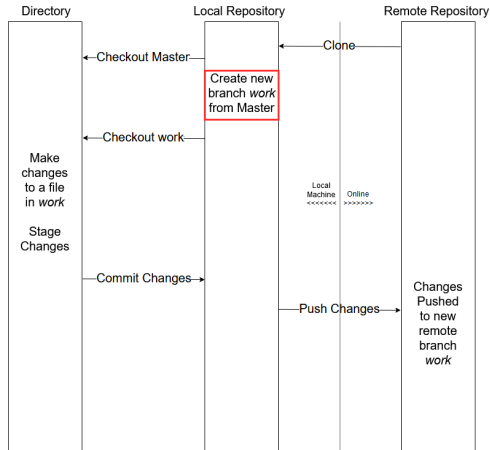 Directory
Local Repository
Remote Repository
Clone
Checkout Master
Create new
branch work
from Master
Checkout work
Make
changes
to a file
in work
Stage
Changes
Local
Machine
<<<<<<<
Online
>>>>>>>
Commit Changes
Push Changes
Changes
Pushed
to new
remote
branch
work